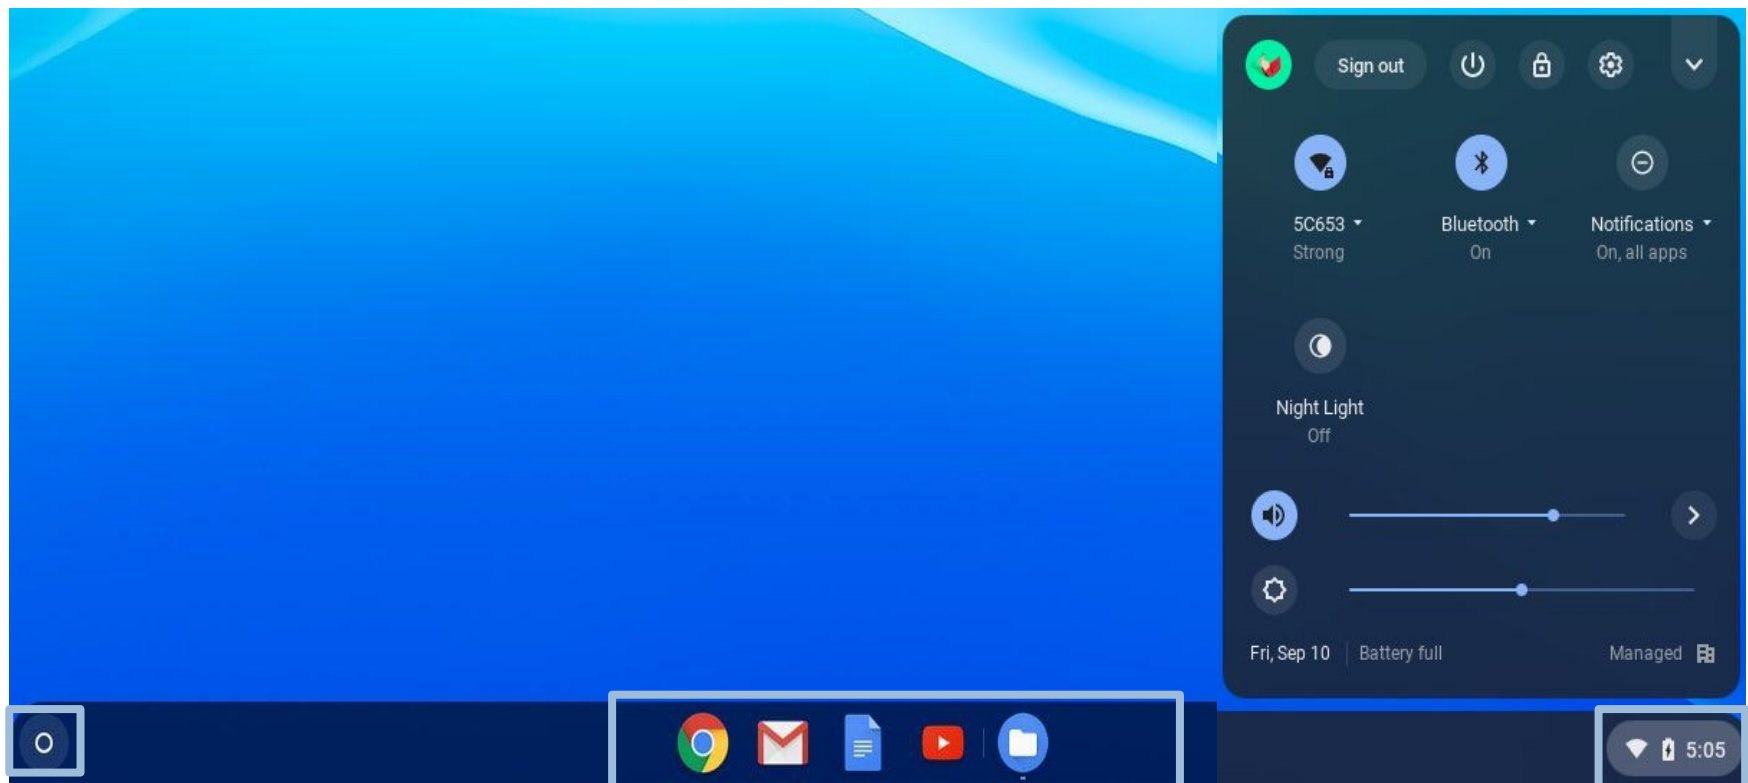 Sign out
5C653
Strong
Bluetooth
On
Notifications
On, all apps
Night Light
Off
Fri, Sep 10 Battery full Managed
5:05